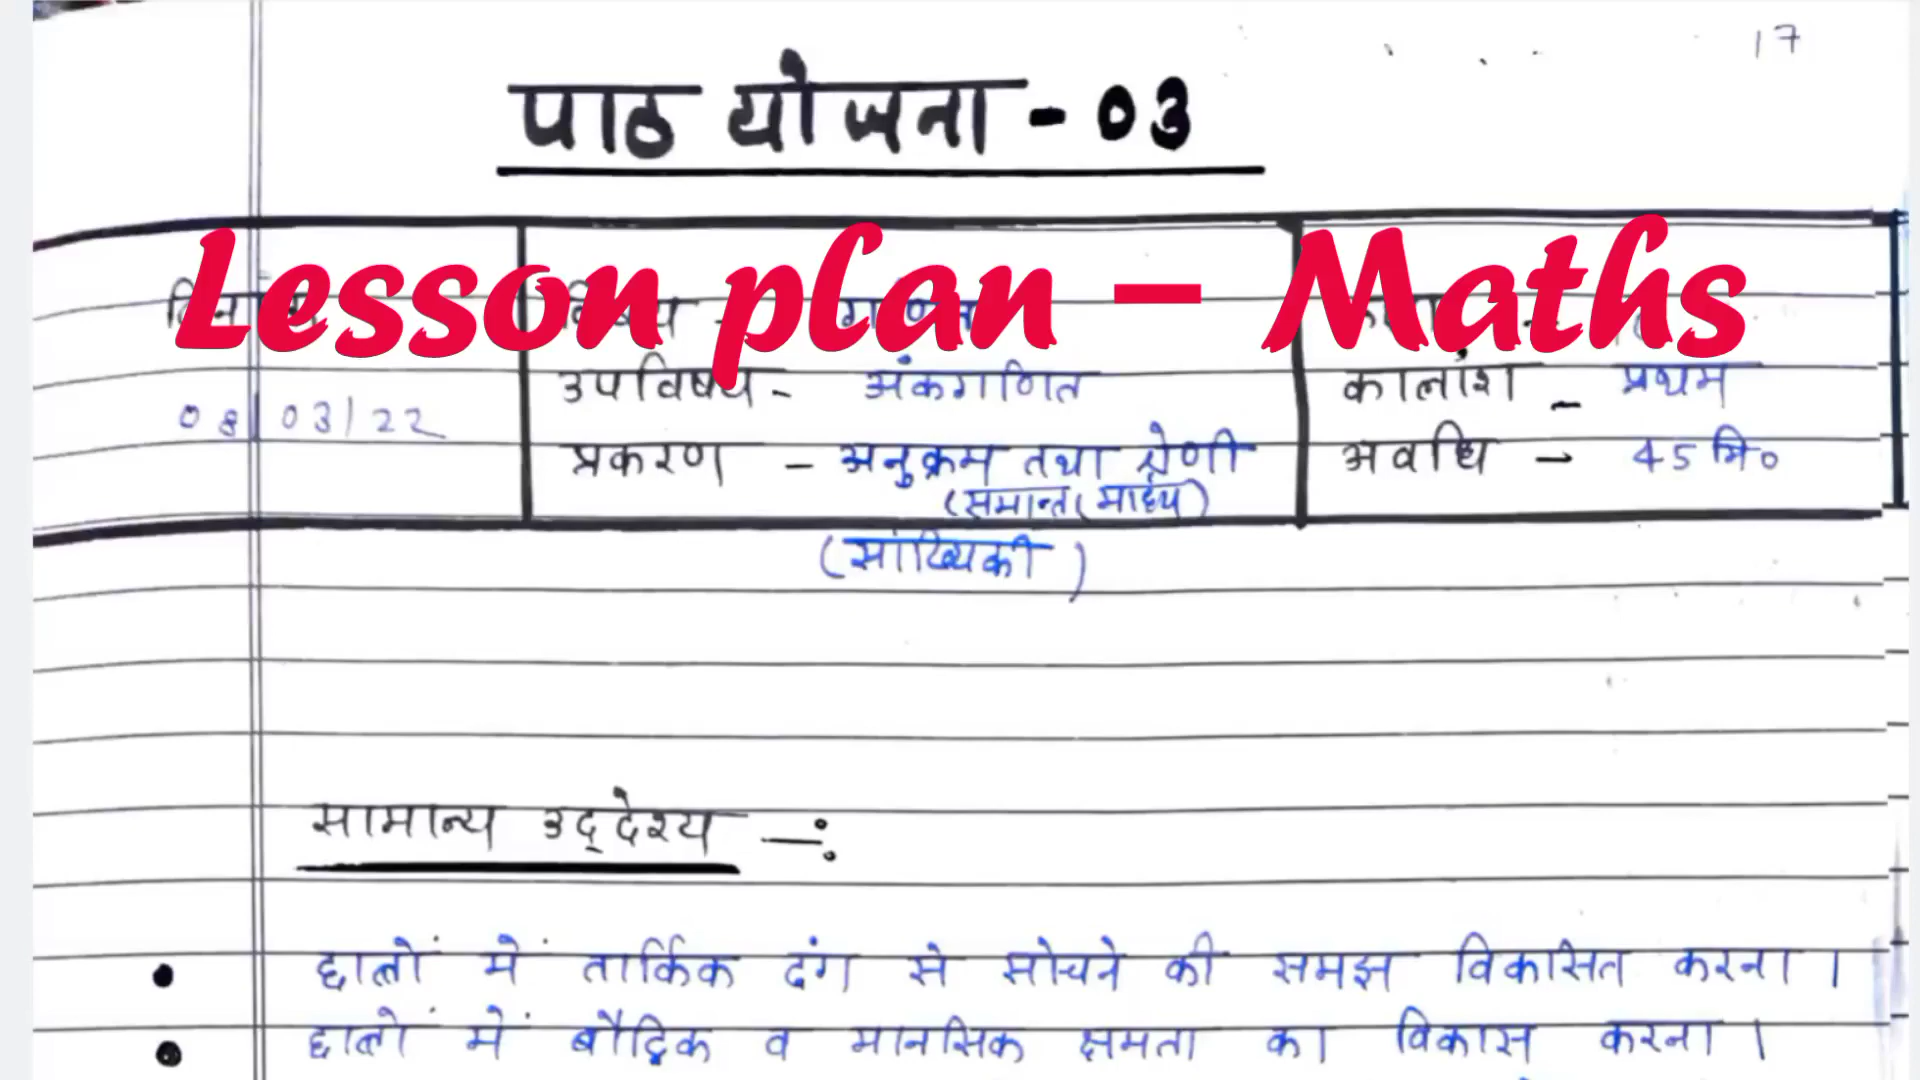 17
पाठ योजना - 03
Lesson plan – Maths
विषय -
उपविषय - अंकगणित
कालांश - प्रथम
08/03/22
प्रकरण - अनुक्रम तथा श्रेणी
अवधि → 45 मि०
(समान्तर माध्य)
(सांख्यिकी)
सामान्य उद्देश्य —:
• छात्रों में तार्किक ढंग से सोचने की समझ विकसित करना ।
• छात्रों में बौद्धिक व मानसिक क्षमता का विकास करना ।